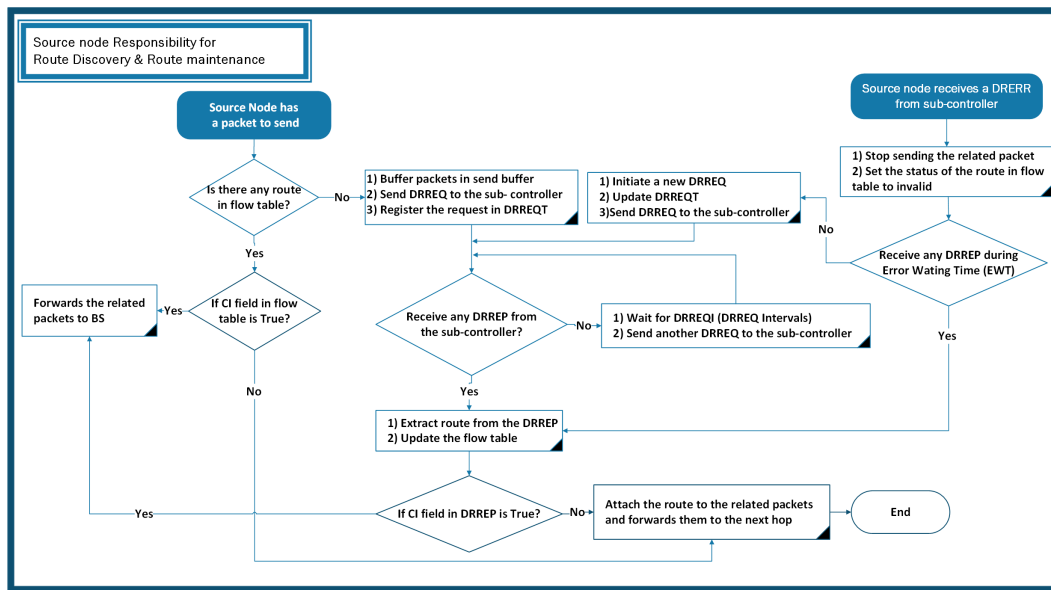 Source node Responsibility for
Route Discovery & Route maintenance
Source Node has
a packet to send
Source node receives a DRERR
from sub-controller
1) Stop sending the related packet
2) Set the status of the route in flow
table to invalid
Is there any route
in flow table?
No
1) Buffer packets in send buffer
2) Send DRREQ to the sub- controller
3) Register the request in DRREQT
1) Initiate a new DRREQ
2) Update DRREQT
3)Send DRREQ to the sub-controller
No
Receive any DRREP during
Error Wating Time (EWT)
Yes
Forwards the related
packets to BS
Yes
If CI field in flow
table is True?
Receive any DRREP from
the sub-controller?
No
1) Wait for DRREQI (DRREQ Intervals)
2) Send another DRREQ to the sub-controller
Yes
No
Yes
1) Extract route from the DRREP
2) Update the flow table
Yes
If CI field in DRREP is True?
No
Attach the route to the related packets
and forwards them to the next hop
End